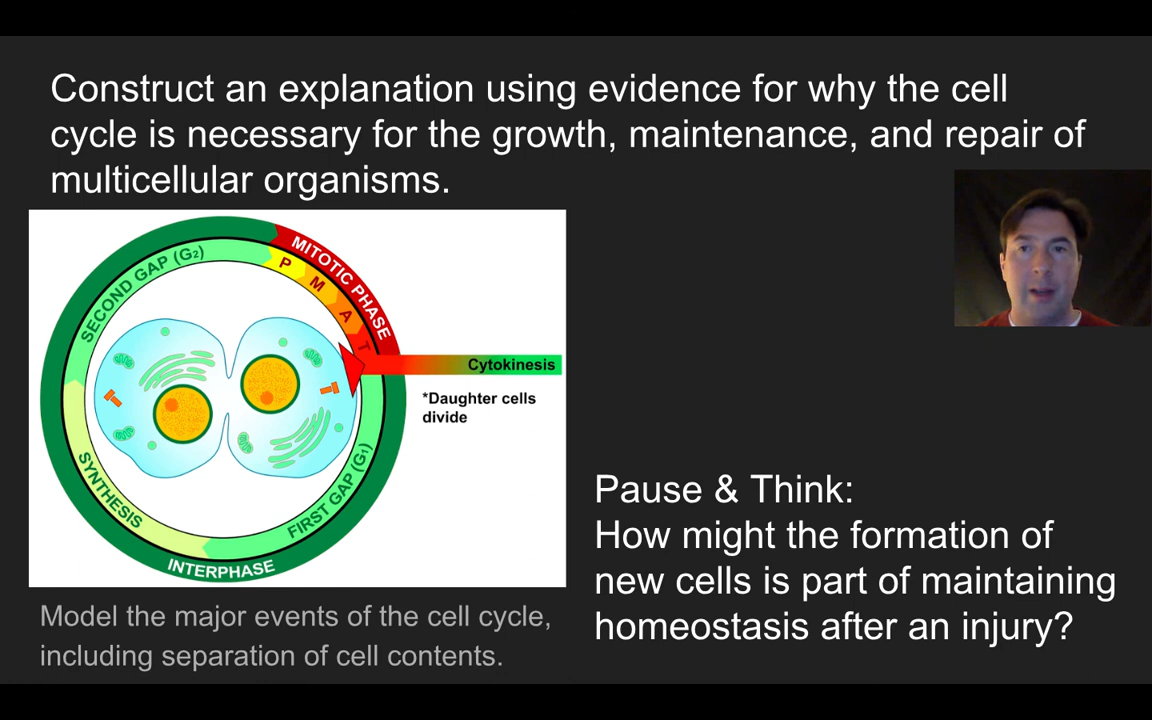 Construct an explanation using evidence for why the cell
cycle is necessary for the growth, maintenance, and repair of
multicellular organisms.
MITOTIC PHASE
SECOND GAP (G₂)
P
M
A
T
Cytokinesis
*Daughter cells
divide
SYNTHESIS
FIRST GAP (G₁)
INTERPHASE
Pause & Think:
How might the formation of
new cells is part of maintaining
homeostasis after an injury?
Model the major events of the cell cycle,
including separation of cell contents.